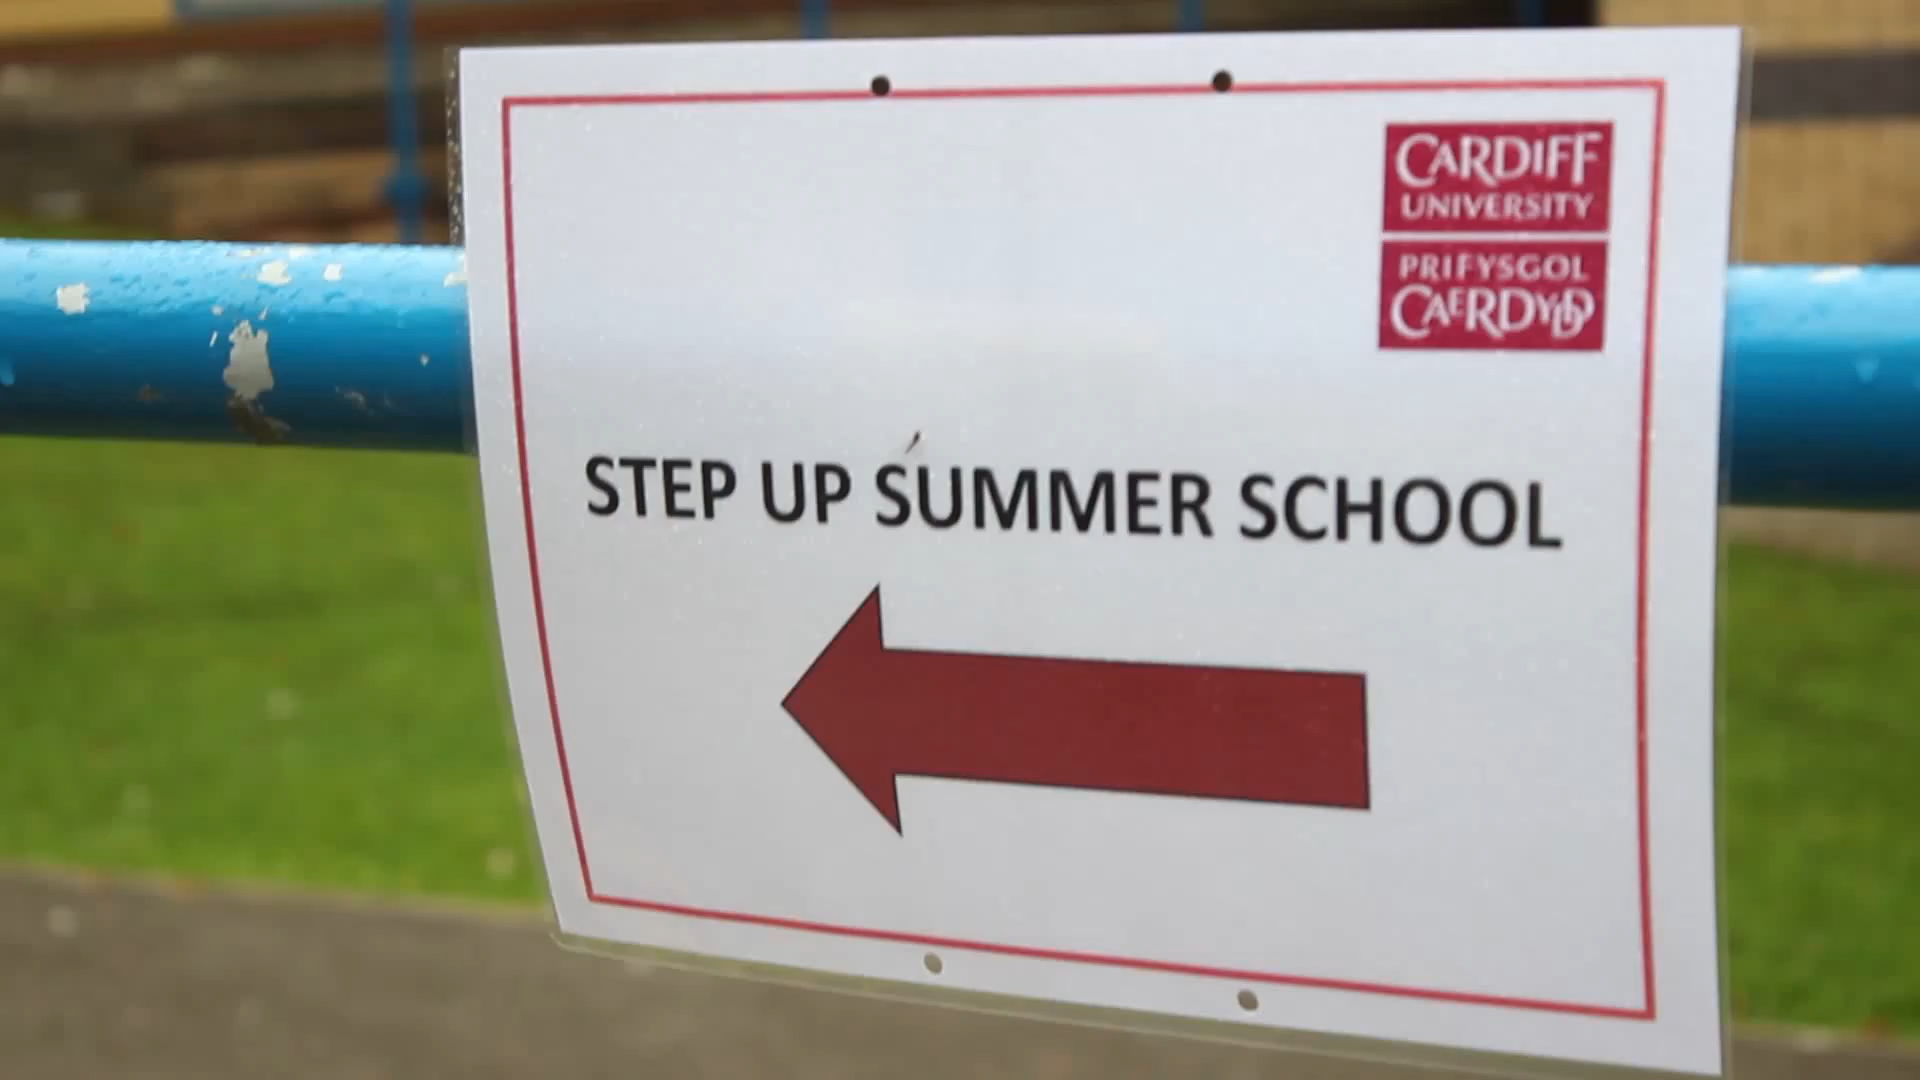 CARDIFF
UNIVERSITY
PRIFYSGOL
CAERDYDD
STEP UP SUMMER SCHOOL